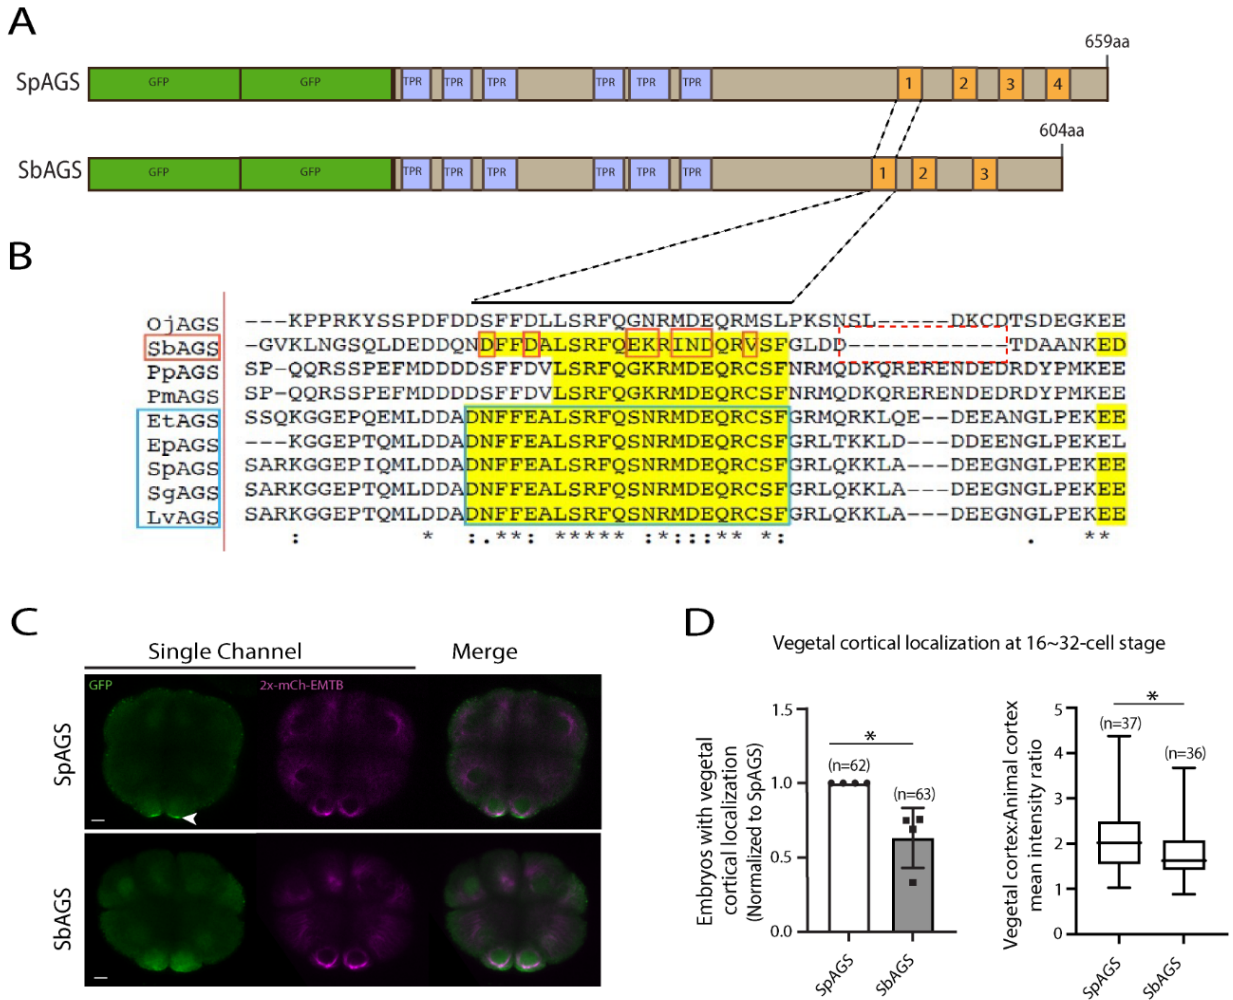 A
659aa
SpAGS GFP GFP TPR TPR TPR TPR TPR TPR 1 2 3 4
604aa
SbAGS GFP GFP TPR TPR TPR TPR TPR TPR 1 2 3
B
OjAGS ---KPPRKYSSPDFDDSFFDLLSRFQGNRMDEQRMSLPKSNSL-----DKCDTSDEGKEE
SbAGS -GVKLNGSQLDEDDQNDFFDALSRFQEKRINDQRVSFGLDD----------TDAANKED
PpAGS SP-QQRSSPEFMDDDDSFFDVLSRFQGKRMDEQRCSFNRMQDKQRERENDEDRDYPMKEE
PmAGS SP-QQRSSPEFMDDDDSFFDVLSRFQGKRMDEQRCSFNRMQDKQRERENDEDRDYPMKEE
EtAGS SSQKGGEPQEMLDDADNFFEALSRFQSNRMDEQRCSFGRMQRKLQE--DEEANGLPEKEE
EpAGS ---KGGEPTQMLDDDADNFFEALSRFQSNRMDEQRCSFGRLTKKLD--DDEENGLPEKEL
SpAGS SARKGGEPIQMLDDADNFFEALSRFQSNRMDEQRCSFGRLQKKLA--DEEGNGLPEKEE
SgAGS SARKGGEPTQMLDDADNFFEALSRFQSNRMDEQRCSFGRLQKKLA--DEEGNGLPEKEE
LvAGS SARKGGEPTQMLDDADNFFEALSRFQSNRMDEQRCSFGRLQKKLA--DEEGNGLPEKEE
: * :.**: ***** :*:::** *: . **
C
Single Channel Merge
GFP 2x-mCh-EMTB
SpAGS
SbAGS
D
Vegetal cortical localization at 16~32-cell stage
Embryos with vegetal
cortical localization
(Normalized to SpAGS)
1.5
1.0
0.5
0.0
*
(n=62)
(n=63)
SpAGS
SbAGS
Vegetal cortex:Animal cortex
mean intensity ratio
5
4
3
2
1
0
*
(n=37)
(n=36)
SpAGS
SbAGS